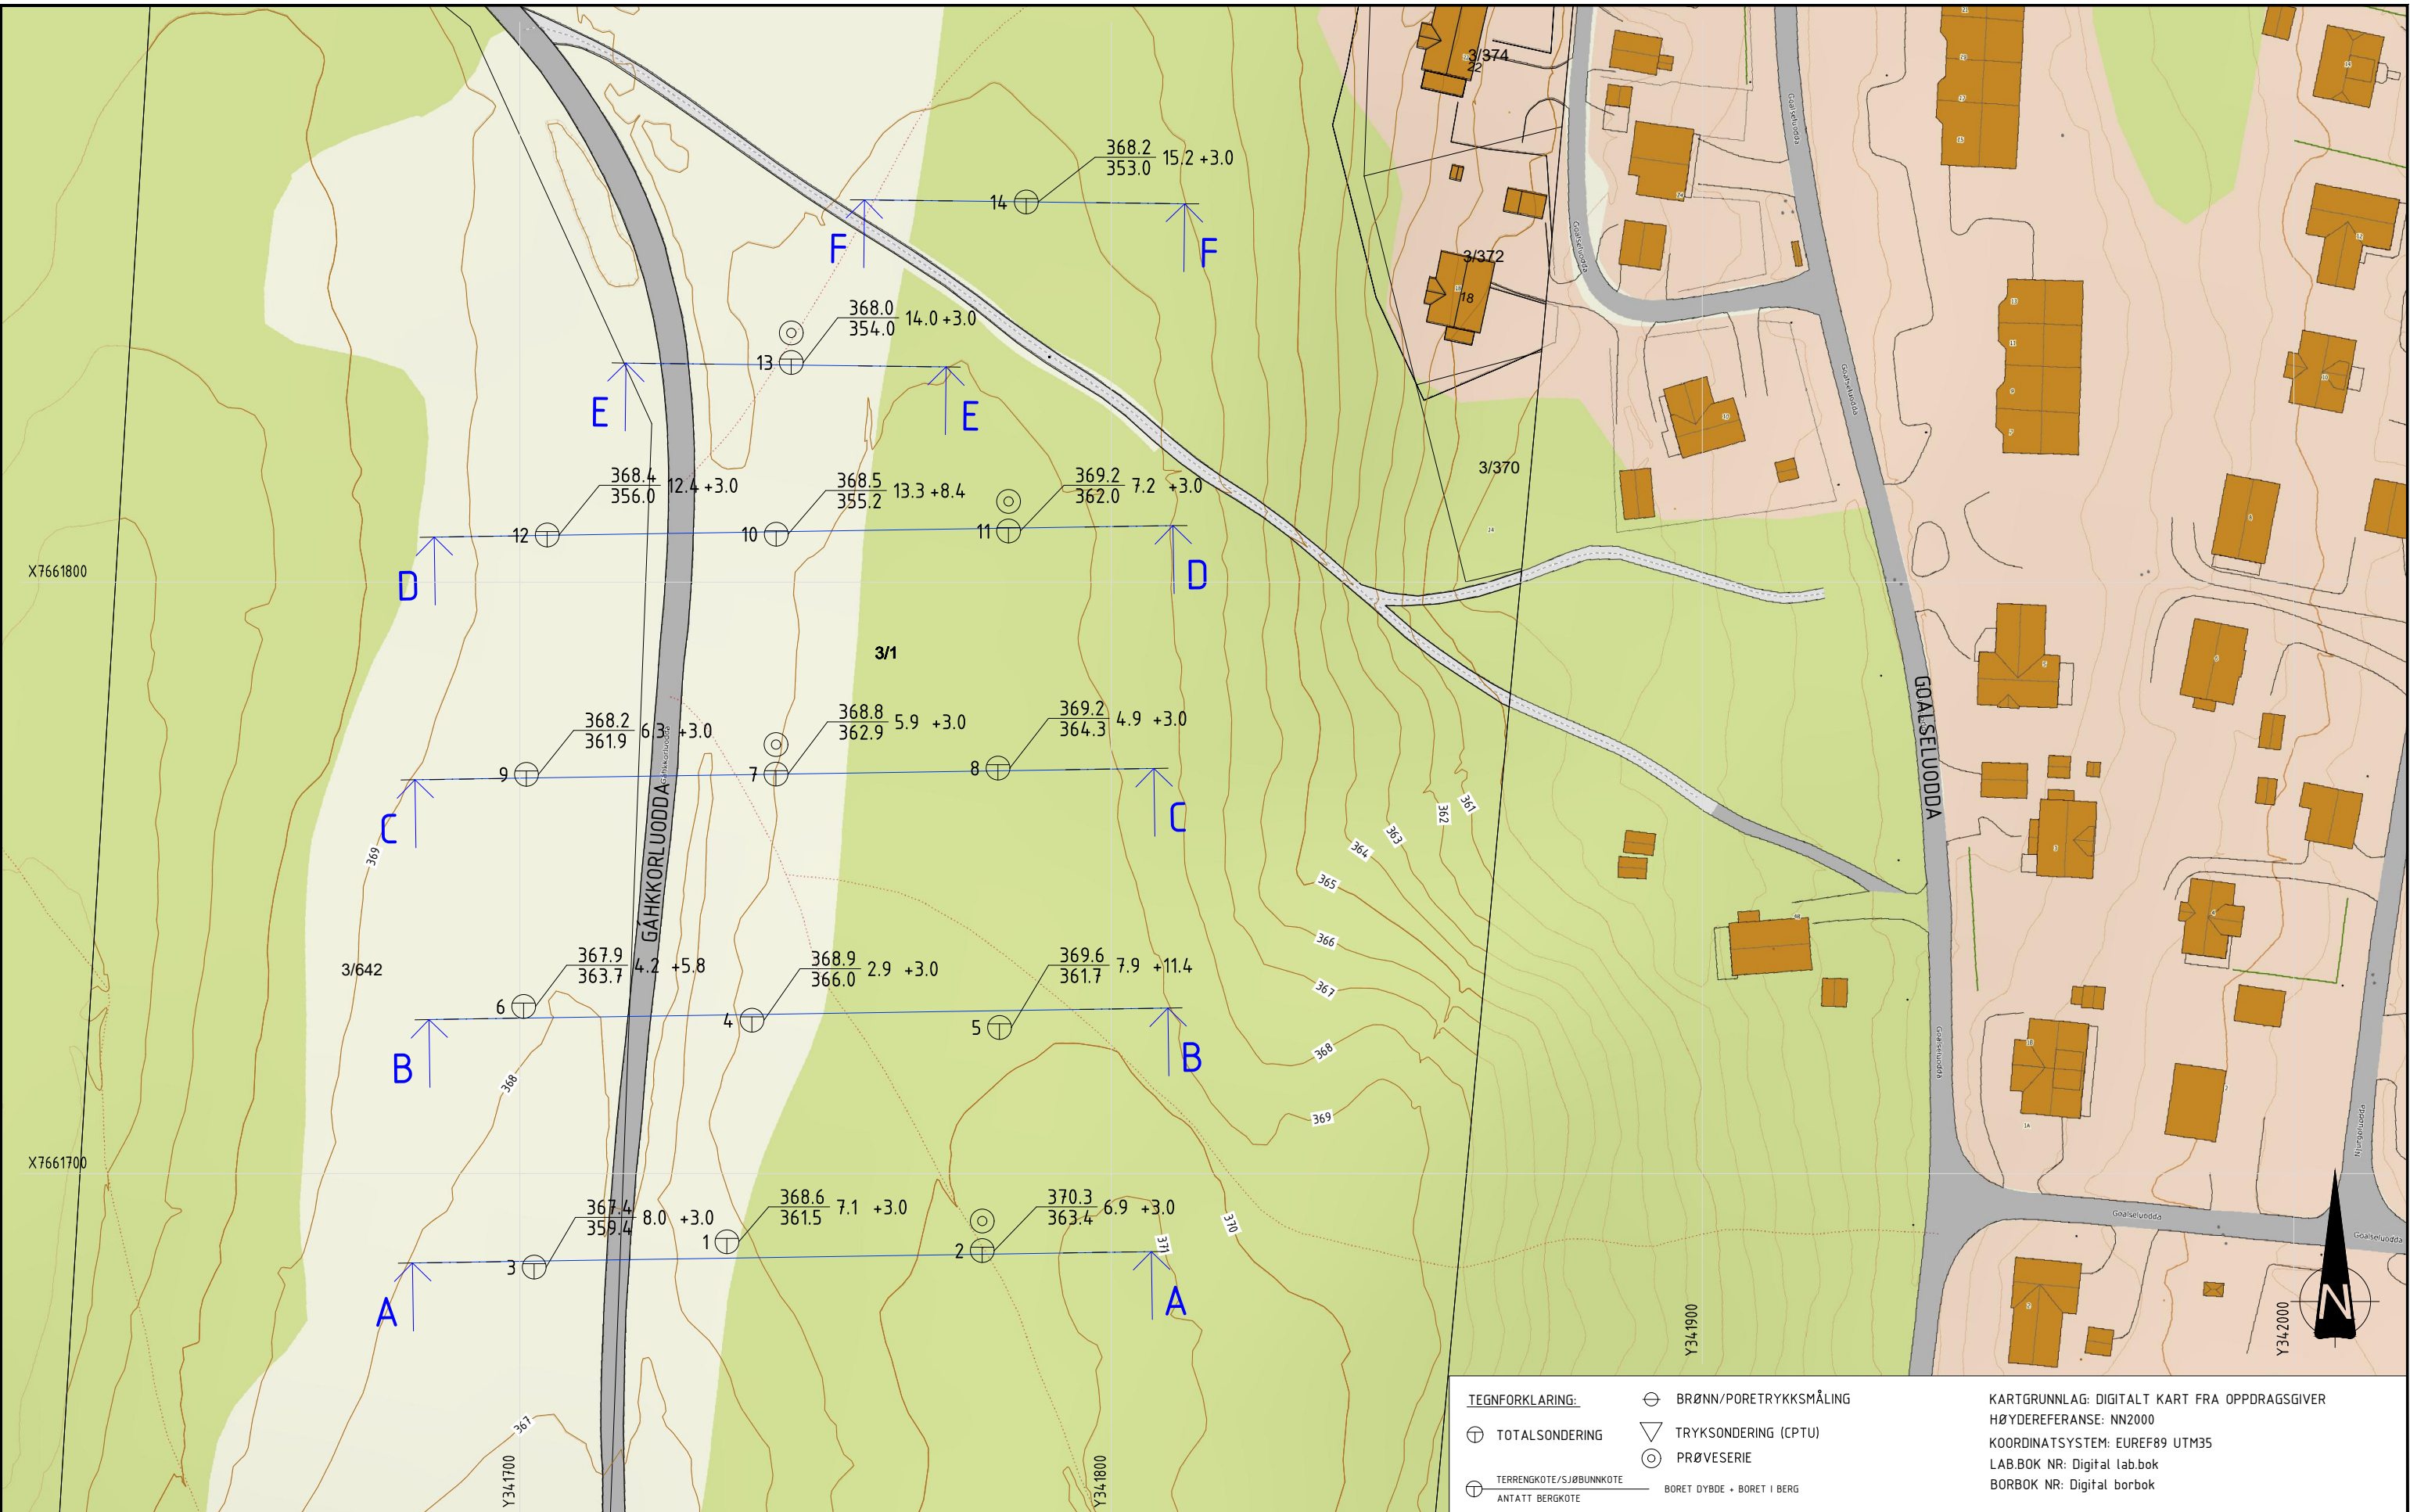 3/374
22
368.2
353.0 15.2 +3.0
14
F F
3/372
18
368.0
354.0 14.0 +3.0
13
E E
3/370
368.4
356.0 12.4 +3.0
12
368.5
355.2 13.3 +8.4
10
369.2
362.0 7.2 +3.0
11
D D
X7661800
3/1
368.2
361.9 6.3 +3.0
9
368.8
362.9 5.9 +3.0
7
369.2
364.3 4.9 +3.0
8
C C
GÁHKKORLUODDA
Gáhkkorluodda
GOALSELUODDA
Goalseluodda
Goalseluodda
Goalseluodda
Goalseluodda
Goalseluodda
Goalseluodda
Njurgŋuluodda
369
361
362
363
364
365
366
367
368
369
3/642
367.9
363.7 4.2 +5.8
6
368.9
366.0 2.9 +3.0
4
369.6
361.7 7.9 +11.4
5
B B
368
X7661700
367.4
359.4 8.0 +3.0
3
368.6
361.5 7.1 +3.0
1
370.3
363.4 6.9 +3.0
2
371
370
A A
367
Y341700
Y341800
Y341900
Y342000
N
TEGNFORKLARING:
TOTALSONDERING
BRØNN/PORETRYKKSMÅLING
TRYKSONDERING (CPTU)
PRØVESERIE
TERRENGKOTE/SJØBUNNKOTE
ANTATT BERGKOTE
BORET DYBDE + BORET I BERG
KARTGRUNNLAG: DIGITALT KART FRA OPPDRAGSGIVER
HØYDEREFERANSE: NN2000
KOORDINATSYSTEM: EUREF89 UTM35
LAB.BOK NR: Digital lab.bok
BORBOK NR: Digital borbok